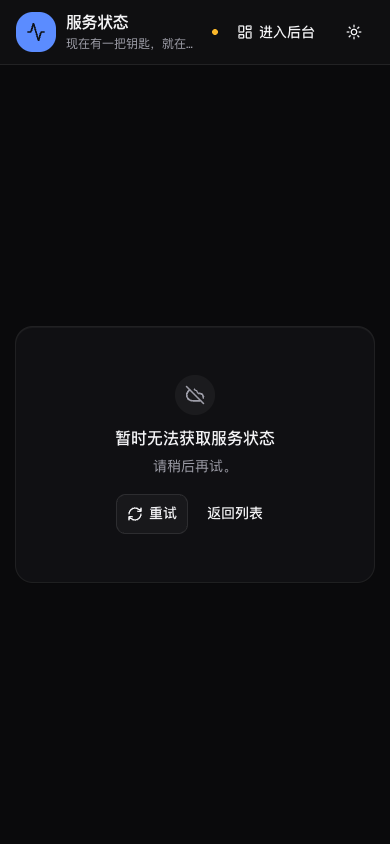 服务状态
现在有一把钥匙，就在…
进入后台
暂时无法获取服务状态
请稍后再试。
重试
返回列表